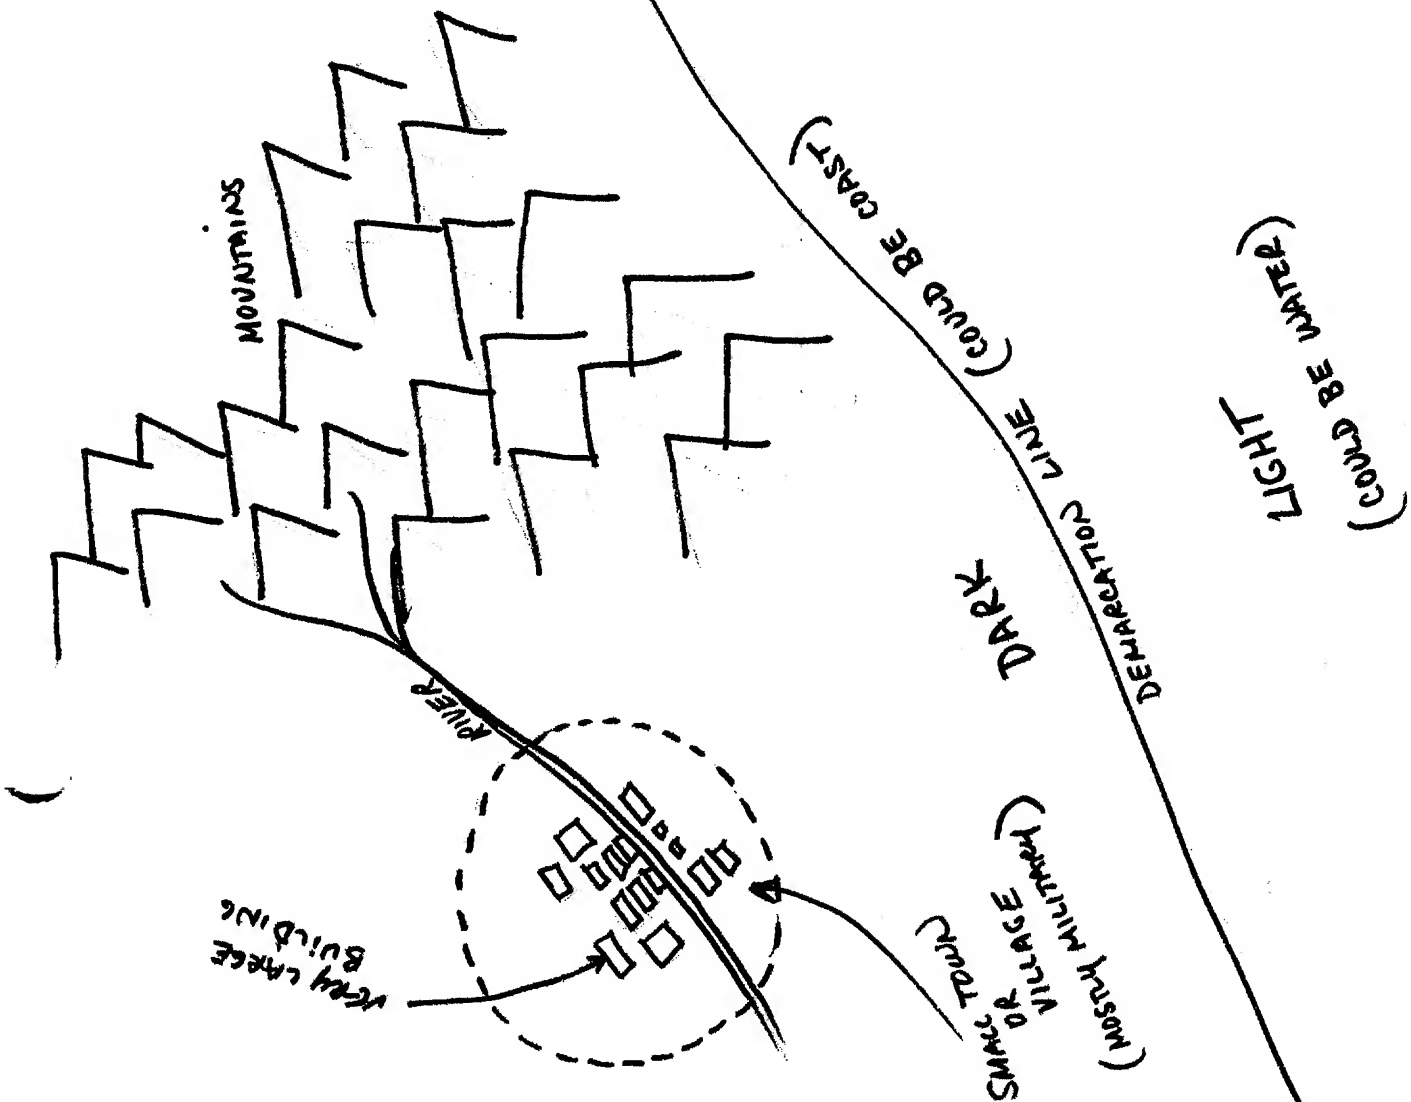 MOUNTAINS
DEMARCATION LINE (COULD BE COAST)
LIGHT
(COULD BE WATER)
DARK
RIVER
VERY LARGE
BUILDING
SMALL TOWN
OR
VILLAGE
(MOSTLY MILITARY)